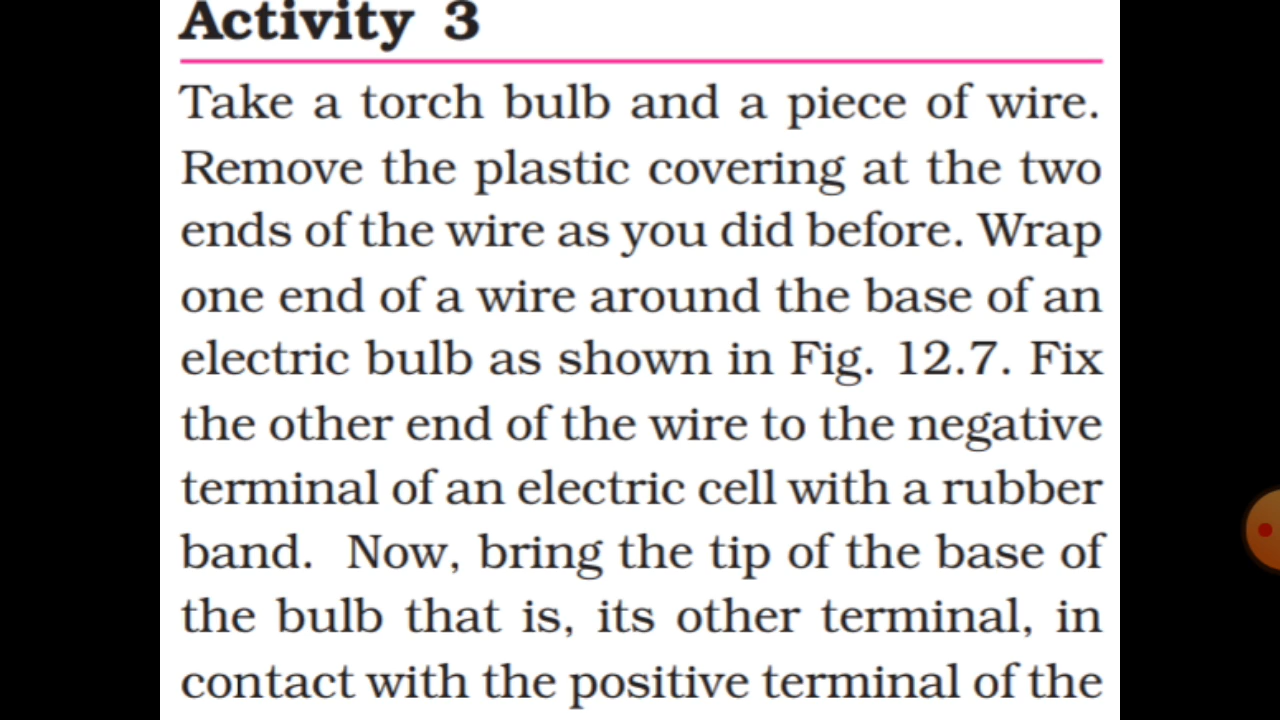 Activity 3
Take a torch bulb and a piece of wire.
Remove the plastic covering at the two
ends of the wire as you did before. Wrap
one end of a wire around the base of an
electric bulb as shown in Fig. 12.7. Fix
the other end of the wire to the negative
terminal of an electric cell with a rubber
band. Now, bring the tip of the base of
the bulb that is, its other terminal, in
contact with the positive terminal of the